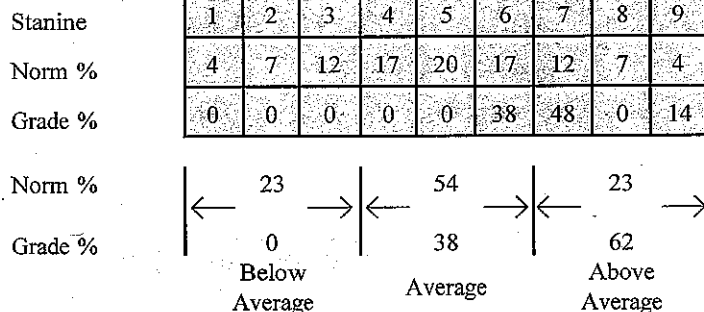 Stanine 1 2 3 4 5 6 7 8 9
Norm % 4 7 12 17 20 17 12 7 4
Grade % 0 0 0 0 0 38 48 0 14
Norm % 23 54 23
Grade % 0 38 62
Below Average Above
Average Average